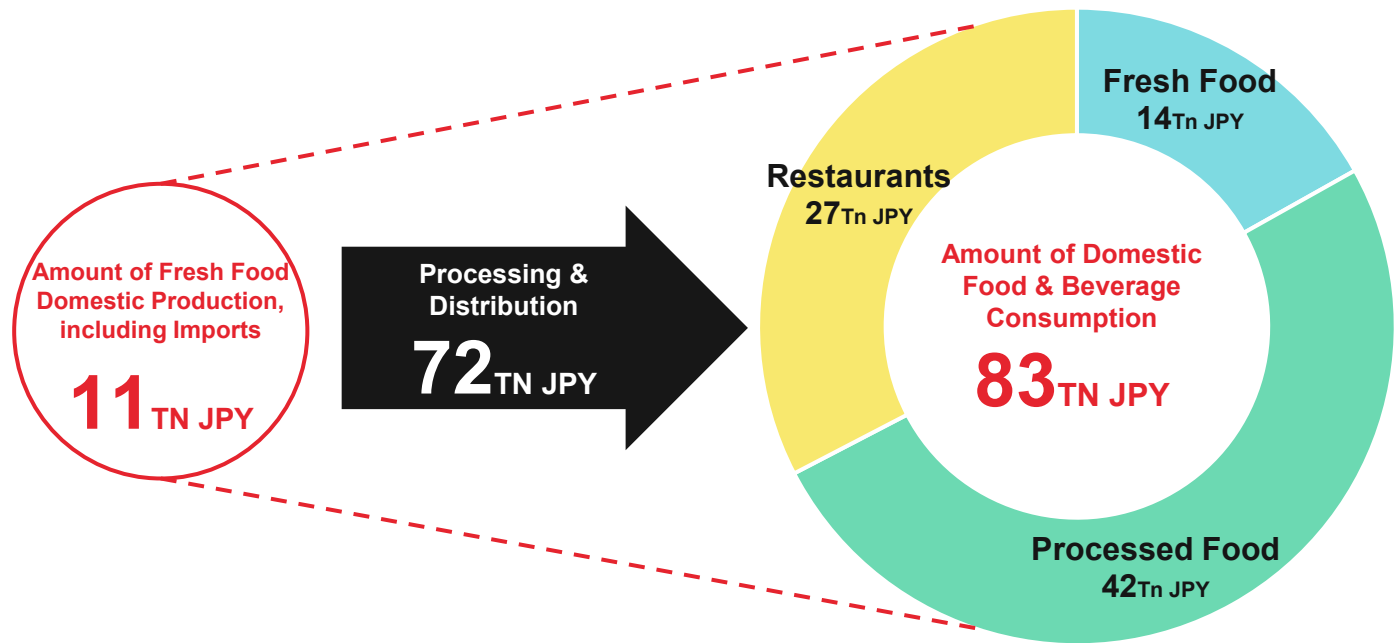 Amount of Fresh Food
Domestic Production,
including Imports
11TN JPY
Processing &
Distribution
72TN JPY
Restaurants
27Tn JPY
Fresh Food
14Tn JPY
Amount of Domestic
Food & Beverage
Consumption
83TN JPY
Processed Food
42Tn JPY